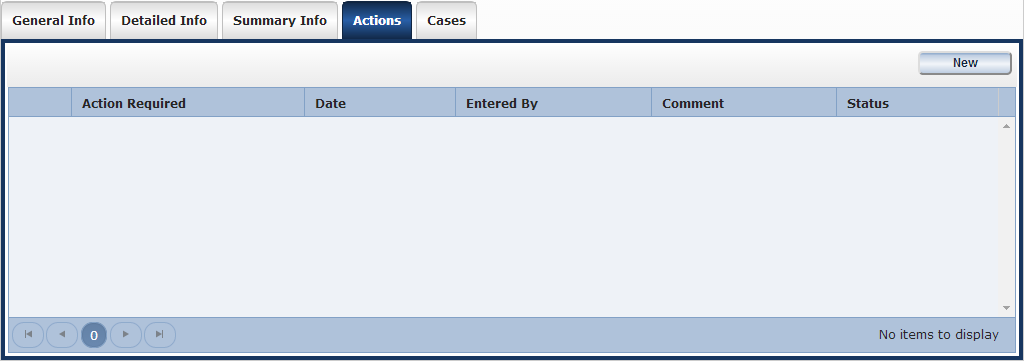 General Info Detailed Info Summary Info Actions Cases
New
Action Required Date Entered By Comment Status
0 No items to display